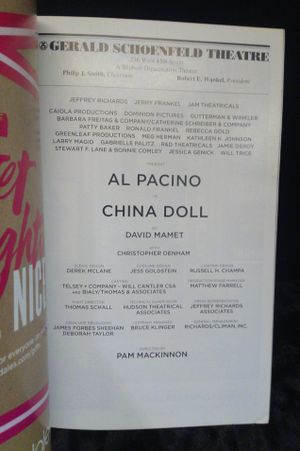 GERALD SCHOENFELD THEATRE
236 West 45th Street
A Shubert Organization Theatre
Philip J. Smith, Chairman Robert E. Wankel, President
JEFFREY RICHARDS JERRY FRANKEL JAM THEATRICALS
CAIOLA PRODUCTIONS DOMINION PICTURES GUTTERMAN & WINKLER
BARBARA FREITAG & COMPANY/CATHERINE SCHREIBER & COMPANY
PATTY BAKER RONALD FRANKEL REBECCA GOLD
GREENLEAF PRODUCTIONS MEG HERMAN KATHLEEN K. JOHNSON
LARRY MAGID GABRIELLE PALITZ R&D THEATRICALS JAMIE DEROY
STEWART F. LANE & BONNIE COMLEY JESSICA GENICK WILL TRICE
PRESENT
AL PACINO
IN
CHINA DOLL
BY
DAVID MAMET
WITH
CHRISTOPHER DENHAM
SCENIC DESIGN COSTUME DESIGN LIGHTING DESIGN
DEREK MCLANE JESS GOLDSTEIN RUSSELL H. CHAMPA
CASTING PRODUCTION STAGE MANAGER
TELSEY + COMPANY – WILL CANTLER CSA MATTHEW FARRELL
AND BIALY/THOMAS & ASSOCIATES
TECHNICAL SUPERVISOR PRESS REPRESENTATIVE
THOMAS SCHALL HUDSON THEATRICAL JEFFREY RICHARDS
ASSOCIATES ASSOCIATES
ASSOCIATE PRODUCERS COMPANY MANAGER GENERAL MANAGEMENT
JAMES FORBES SHEEHAN BRUCE KLINGER RICHARDS/CLIMAN, INC.
DEBORAH TAYLOR
DIRECTED BY
PAM MACKINNON
NIC
for everyone
dales.com/